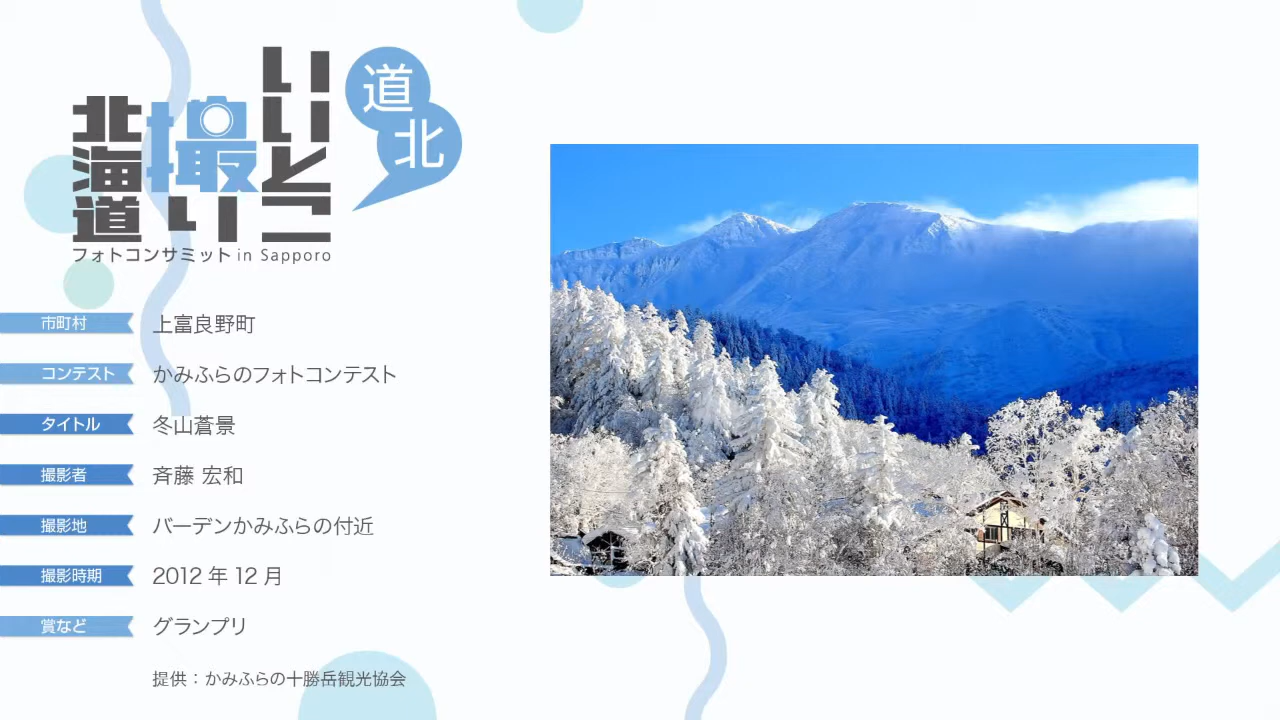 北海道
撮り
いいとこ
道北
フォトコンサミット in Sapporo
市町村 上富良野町
コンテスト かみふらのフォトコンテスト
タイトル 冬山蒼景
撮影者 斉藤 宏和
撮影地 バーデンかみふらの付近
撮影時期 2012 年 12 月
賞など グランプリ
提供：かみふらの十勝岳観光協会